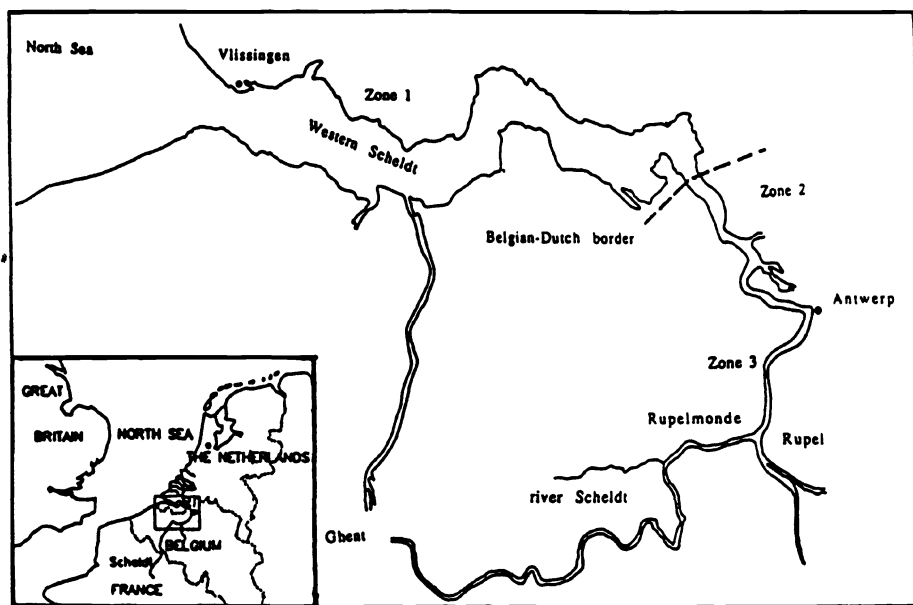 North Sea
Vlissingen
Zone 1
Western Scheldt
Zone 2
Belgian-Dutch border
Antwerp
Zone 3
Rupelmonde
Rupel
river Scheldt
Ghent
GREAT
BRITAIN
NORTH SEA
THE NETHERLANDS
BELGIUM
Scheldt
FRANCE